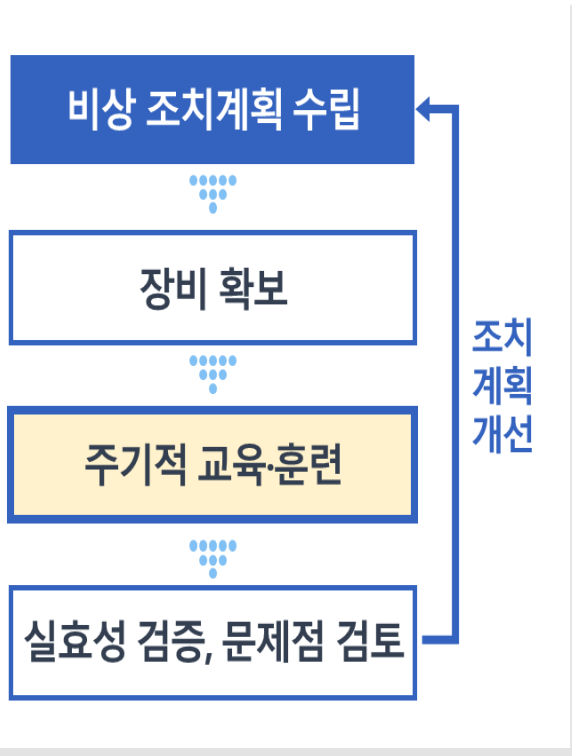 비상 조치계획 수립
장비 확보
주기적 교육·훈련
실효성 검증, 문제점 검토
조치
계획
개선